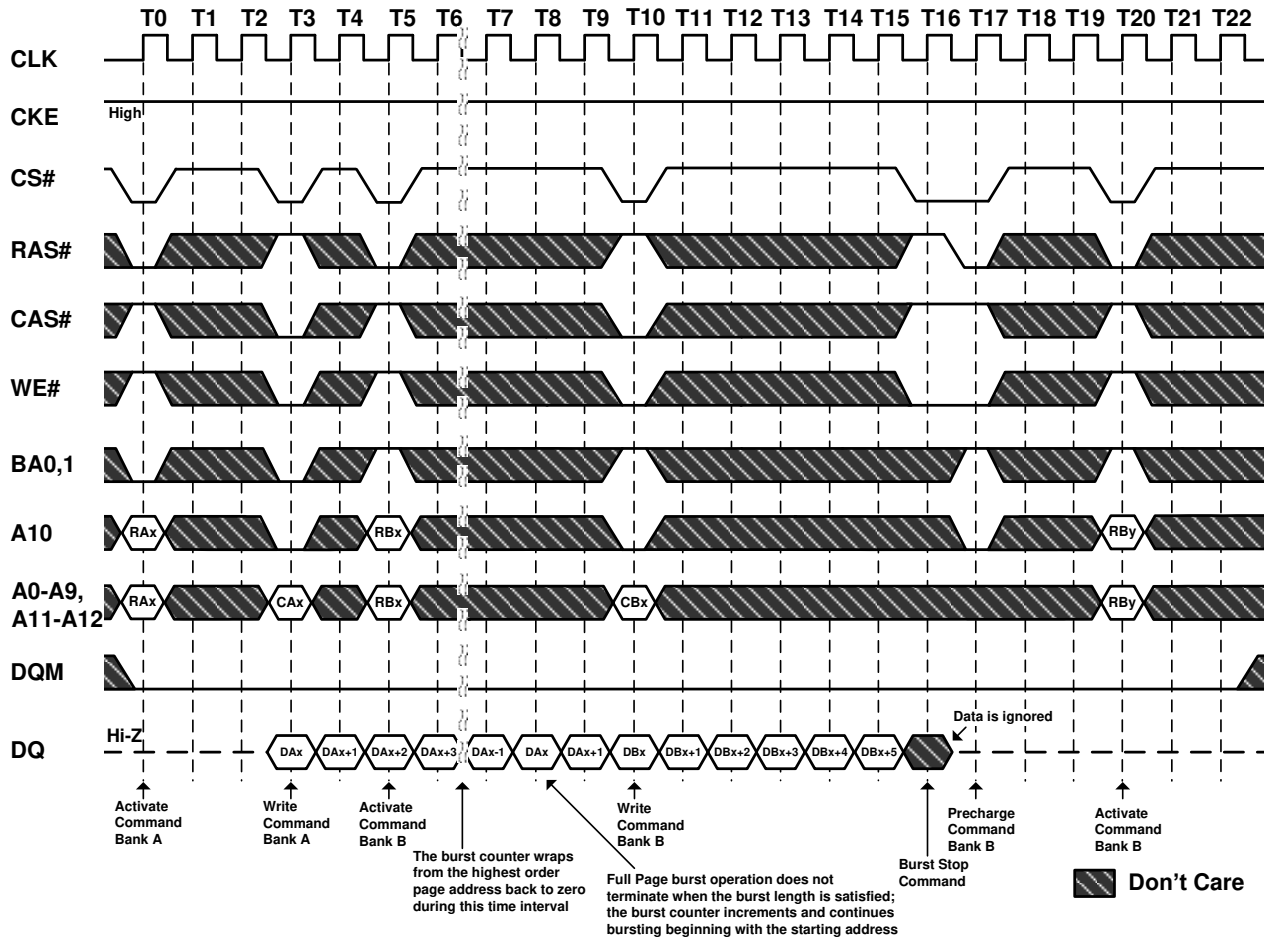 T0 T1 T2 T3 T4 T5 T6 T7 T8 T9 T10 T11 T12 T13 T14 T15 T16 T17 T18 T19 T20 T21 T22
CLK
CKE
High
CS#
RAS#
CAS#
WE#
BA0,1
A10
RAx RBx RBy
A0-A9,
A11-A12
RAx CAx RBx CBx RBy
DQM
Data is ignored
DQ
Hi-Z
DAx DAx+1 DAx+2 DAx+3 DAx-1 DAx DAx+1 DBx DBx+1 DBx+2 DBx+3 DBx+4 DBx+5
Activate
Command
Bank A
Write
Command
Bank A
Activate
Command
Bank B
The burst counter wraps
from the highest order
page address back to zero
during this time interval
Full Page burst operation does not
terminate when the burst length is satisfied;
the burst counter increments and continues
bursting beginning with the starting address
Write
Command
Bank B
Burst Stop
Command
Precharge
Command
Bank B
Activate
Command
Bank B
Don't Care